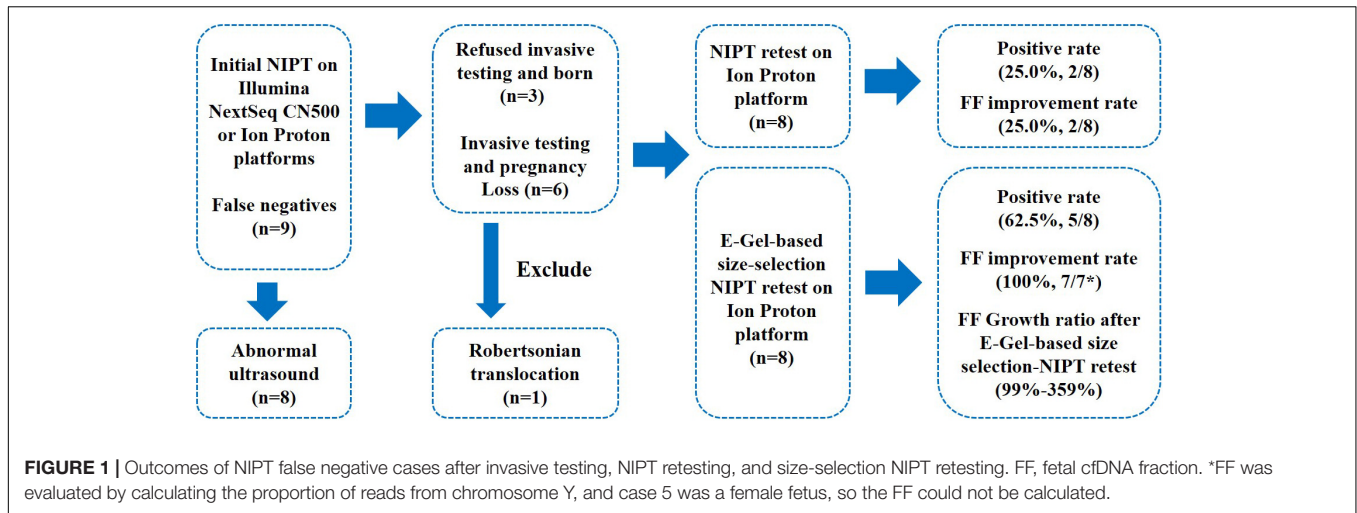 Initial NIPT on
Illumina
NextSeq CN500
or Ion Proton
platforms
False negatives
(n=9)
Abnormal
ultrasound
(n=8)
Refused invasive
testing and born
(n=3)
Invasive testing
and pregnancy
Loss (n=6)
Exclude
Robertsonian
translocation
(n=1)
NIPT retest on
Ion Proton
platform
(n=8)
E-Gel-based
size-selection
NIPT retest on
Ion Proton
platform
(n=8)
Positive rate
(25.0%, 2/8)
FF improvement rate
(25.0%, 2/8)
Positive rate
(62.5%, 5/8)
FF improvement rate
(100%, 7/7*)
FF Growth ratio after
E-Gel-based size
selection-NIPT retest
(99%-359%)
FIGURE 1 | Outcomes of NIPT false negative cases after invasive testing, NIPT retesting, and size-selection NIPT retesting. FF, fetal cfDNA fraction. *FF was
evaluated by calculating the proportion of reads from chromosome Y, and case 5 was a female fetus, so the FF could not be calculated.